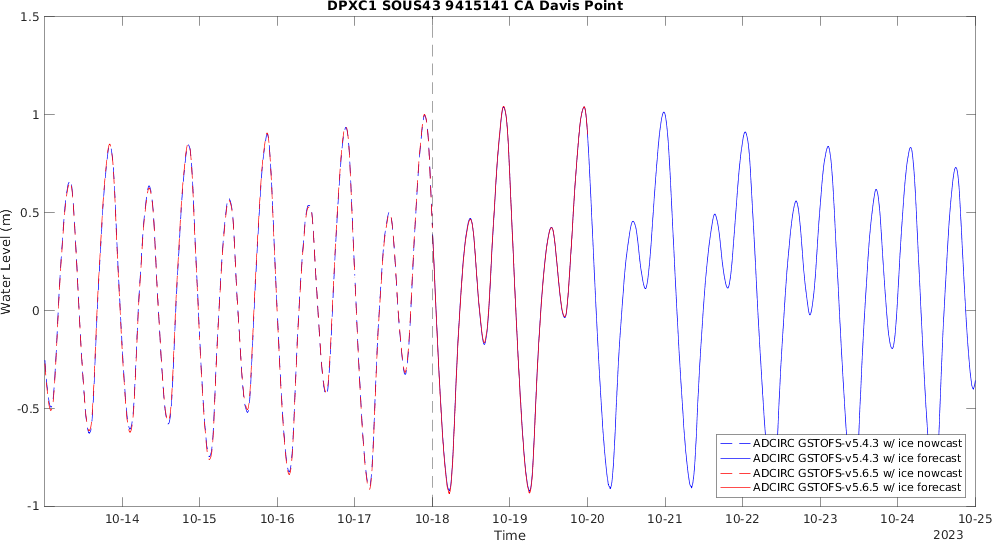 DPXC1 SOUS43 9415141 CA Davis Point
1.5
1
0.5
0
-0.5
-1
Water Level (m)
10-14 10-15 10-16 10-17 10-18 10-19 10-20 10-21 10-22 10-23 10-24 10-25
Time
2023
ADCIRC GSTOFS-v5.4.3 w/ ice nowcast
ADCIRC GSTOFS-v5.4.3 w/ ice forecast
ADCIRC GSTOFS-v5.6.5 w/ ice nowcast
ADCIRC GSTOFS-v5.6.5 w/ ice forecast